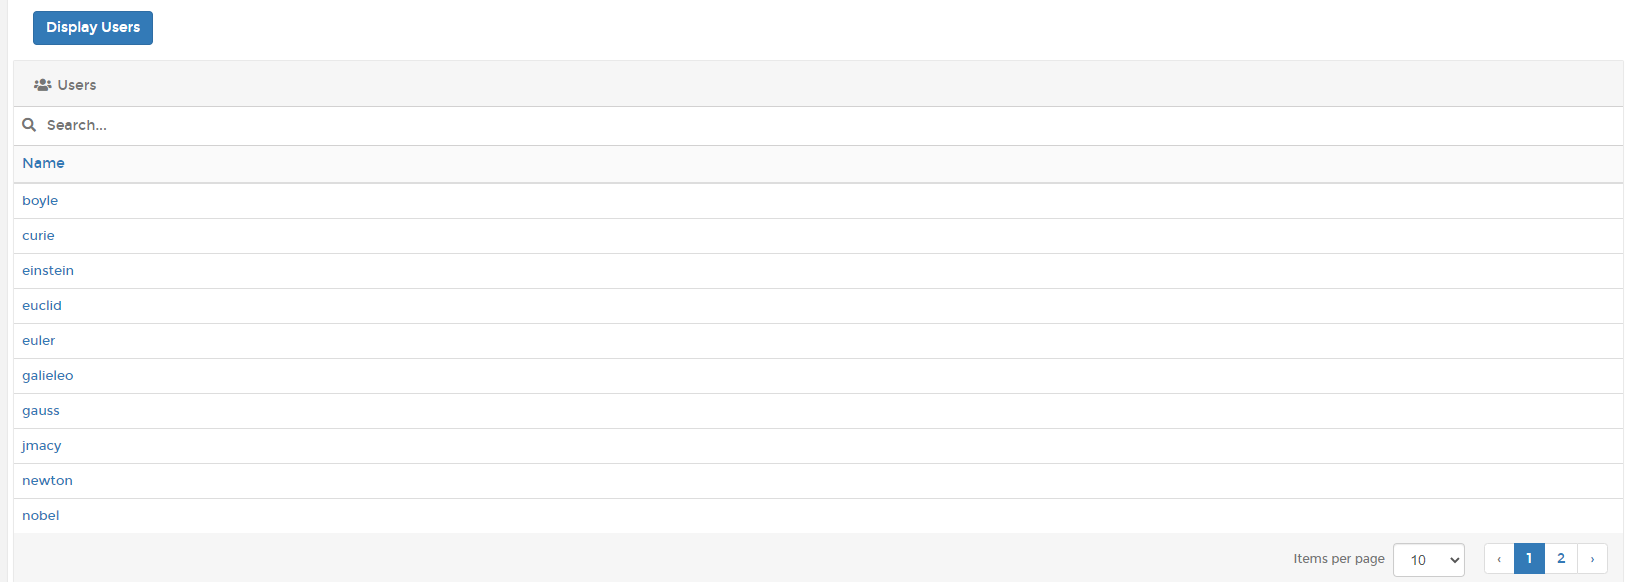 Display Users
Users
Search...
Name
boyle
curie
einstein
euclid
euler
galieleo
gauss
jmacy
newton
nobel
Items per page 10 ‹ 1 2 ›